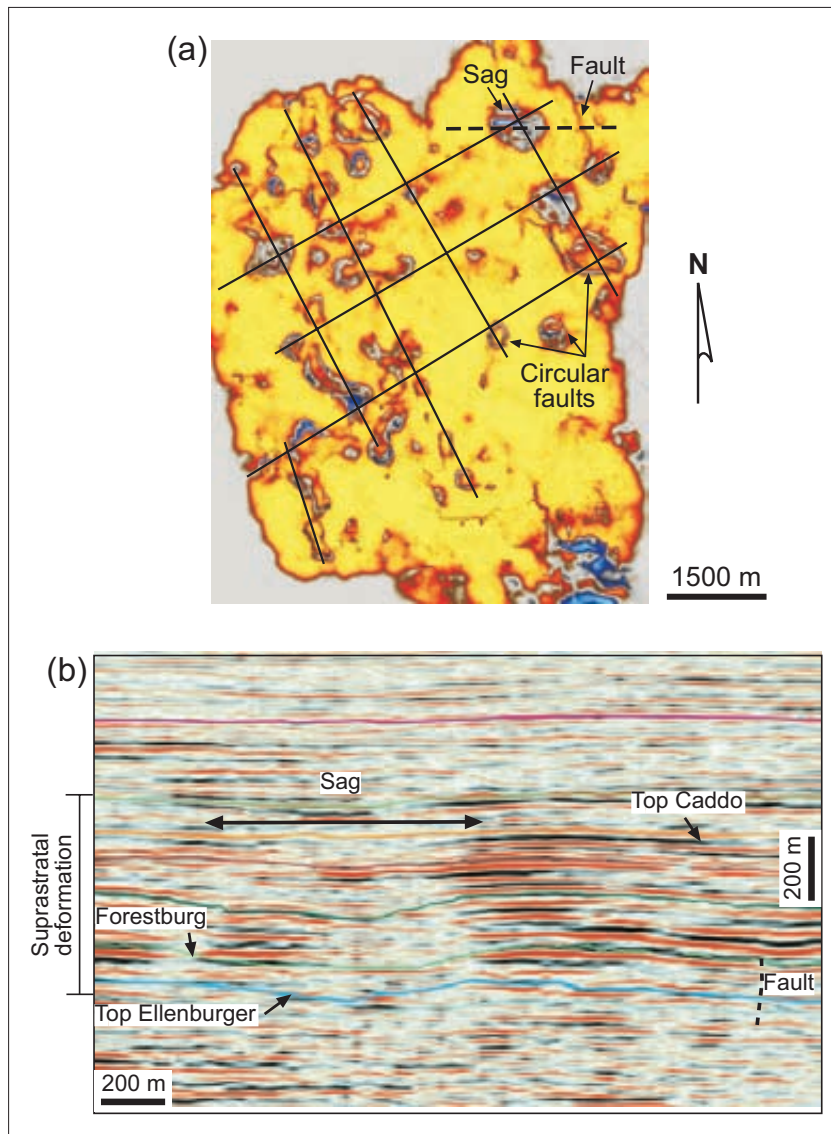 (a)
Sag
Fault
N
Circular
faults
1500 m
(b)
Sag
Top Caddo
200 m
Suprastratal
deformation
Forestburg
Fault
Top Ellenburger
200 m